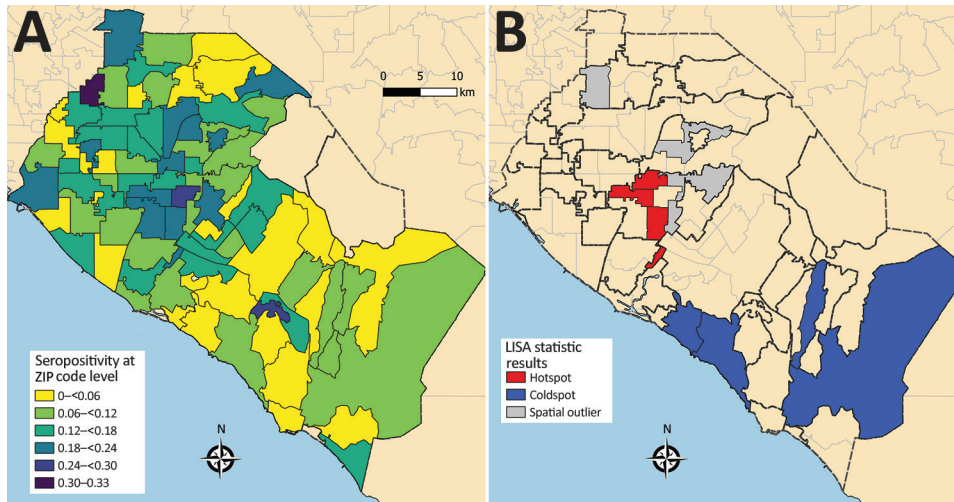 A
0 5 10
km
Seropositivity at
ZIP code level
0–<0.06
0.06–<0.12
0.12–<0.18
0.18–<0.24
0.24–<0.30
0.30–0.33
N
B
LISA statistic
results
Hotspot
Coldspot
Spatial outlier
N